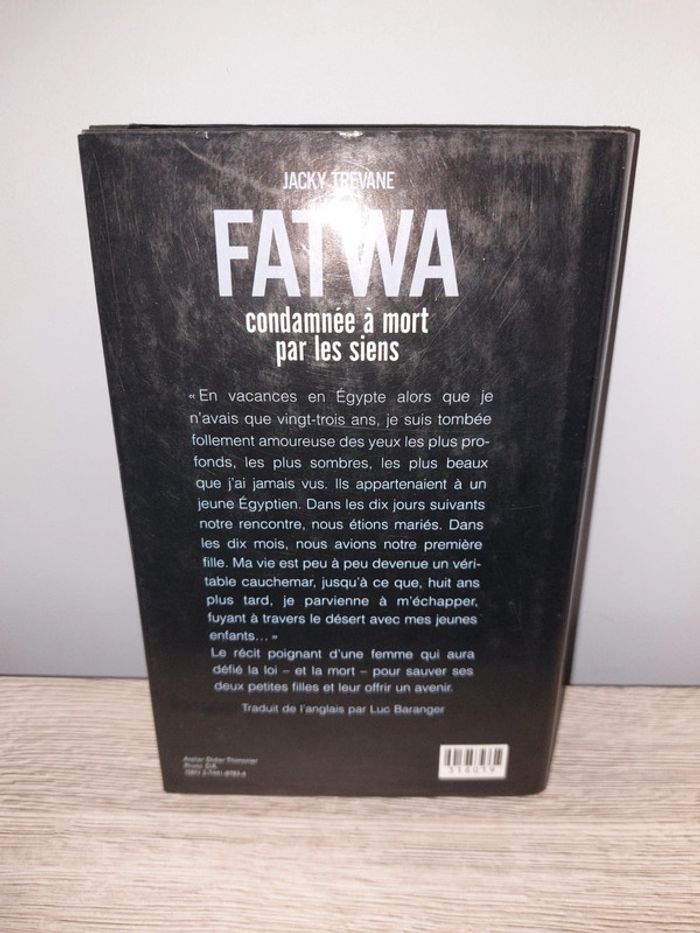 JACKY TREVANE
FATWA
condamnée à mort
par les siens
« En vacances en Égypte alors que je
n'avais que vingt-trois ans, je suis tombée
follement amoureuse des yeux les plus pro-
fonds, les plus sombres, les plus beaux
que j'ai jamais vus. Ils appartenaient à un
jeune Égyptien. Dans les dix jours suivants
notre rencontre, nous étions mariés. Dans
les dix mois, nous avions notre première
fille. Ma vie est peu à peu devenue un véri-
table cauchemar, jusqu'à ce que, huit ans
plus tard, je parvienne à m'échapper,
fuyant à travers le désert avec mes jeunes
enfants... »
Le récit poignant d'une femme qui aura
défié la loi – et la mort – pour sauver ses
deux petites filles et leur offrir un avenir.
Traduit de l'anglais par Luc Baranger
Atelier Didier Thimonier
Photo
ISBN
316019